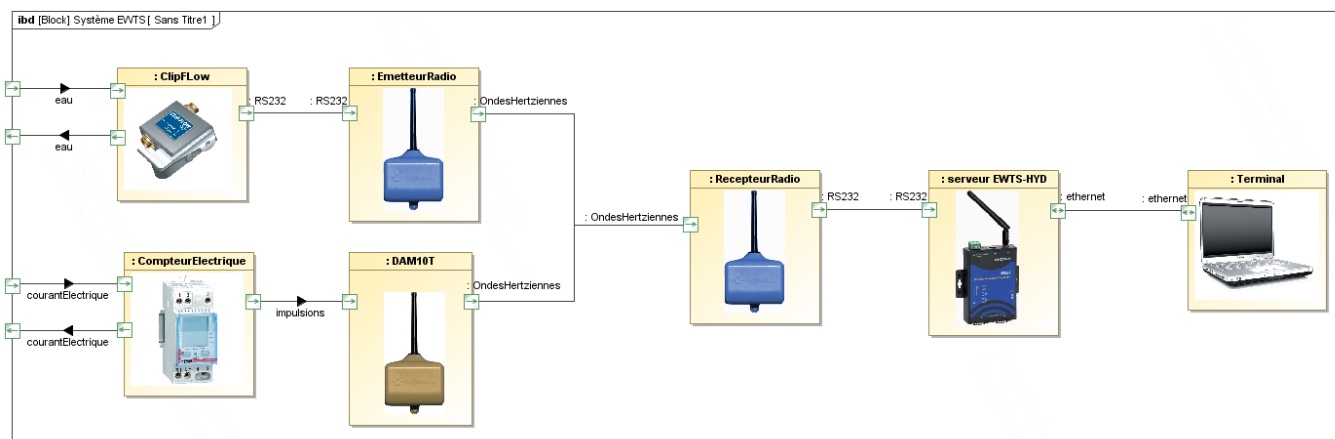 ibd [Block] Système EWTS [ Sans Titre1 ]
: ClipFLow
: EmetteurRadio
eau
eau
: RS232
: RS232
: OndesHertziennes
: RecepteurRadio
: serveur EWTS-HYD
: Terminal
: OndesHertziennes
: RS232
: RS232
: ethernet
: ethernet
: CompteurElectrique
: DAM10T
courantElectrique
courantElectrique
impulsions
: OndesHertziennes